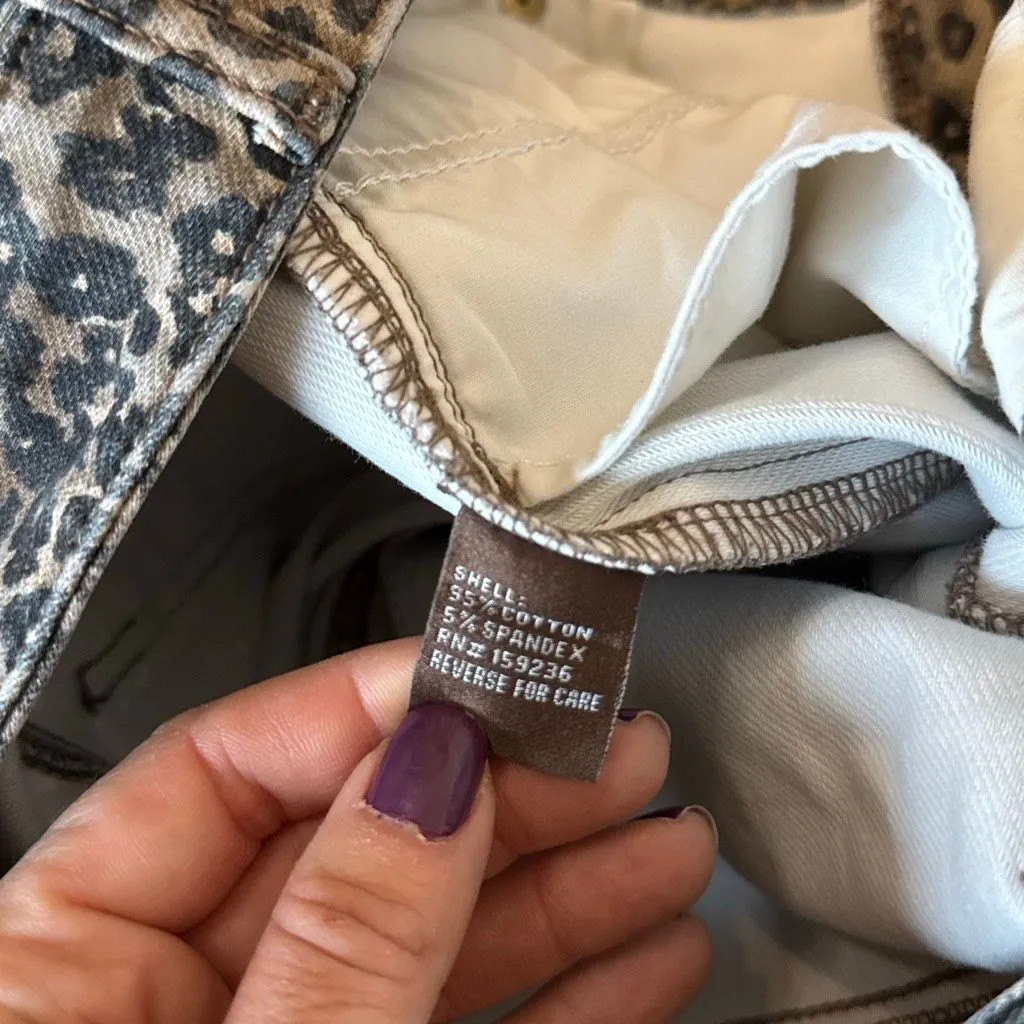 SHELL:
95% COTTON
5% SPANDEX
RN# 159236
REVERSE FOR CARE